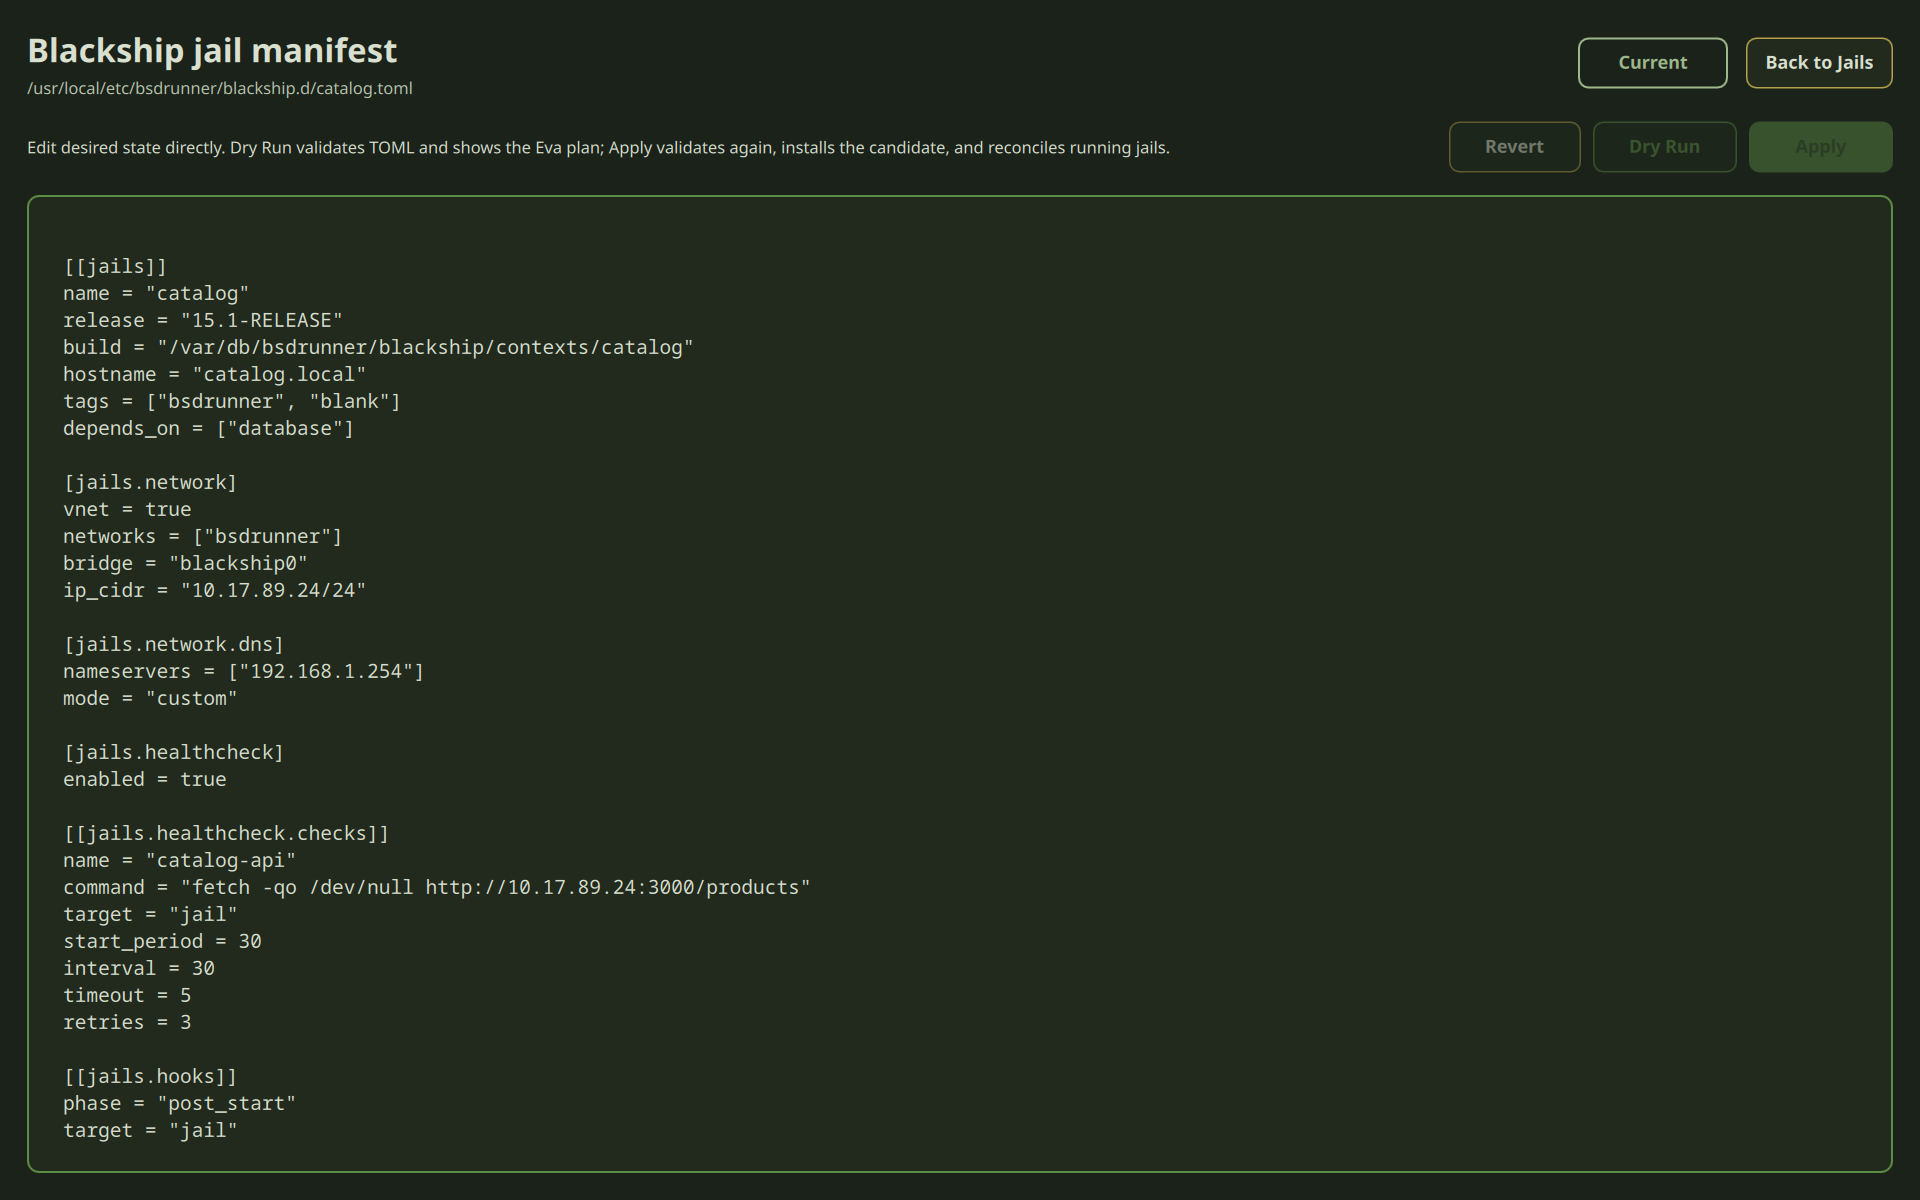 Blackship jail manifest
/usr/local/etc/bsdrunner/blackship.d/catalog.toml
Current
Back to Jails
Edit desired state directly. Dry Run validates TOML and shows the Eva plan; Apply validates again, installs the candidate, and reconciles running jails.
Revert
Dry Run
Apply
[[jails]]
name = "catalog"
release = "15.1-RELEASE"
build = "/var/db/bsdrunner/blackship/contexts/catalog"
hostname = "catalog.local"
tags = ["bsdrunner", "blank"]
depends_on = ["database"]
[jails.network]
vnet = true
networks = ["bsdrunner"]
bridge = "blackship0"
ip_cidr = "10.17.89.24/24"
[jails.network.dns]
nameservers = ["192.168.1.254"]
mode = "custom"
[jails.healthcheck]
enabled = true
[[jails.healthcheck.checks]]
name = "catalog-api"
command = "fetch -qo /dev/null http://10.17.89.24:3000/products"
target = "jail"
start_period = 30
interval = 30
timeout = 5
retries = 3
[[jails.hooks]]
phase = "post_start"
target = "jail"